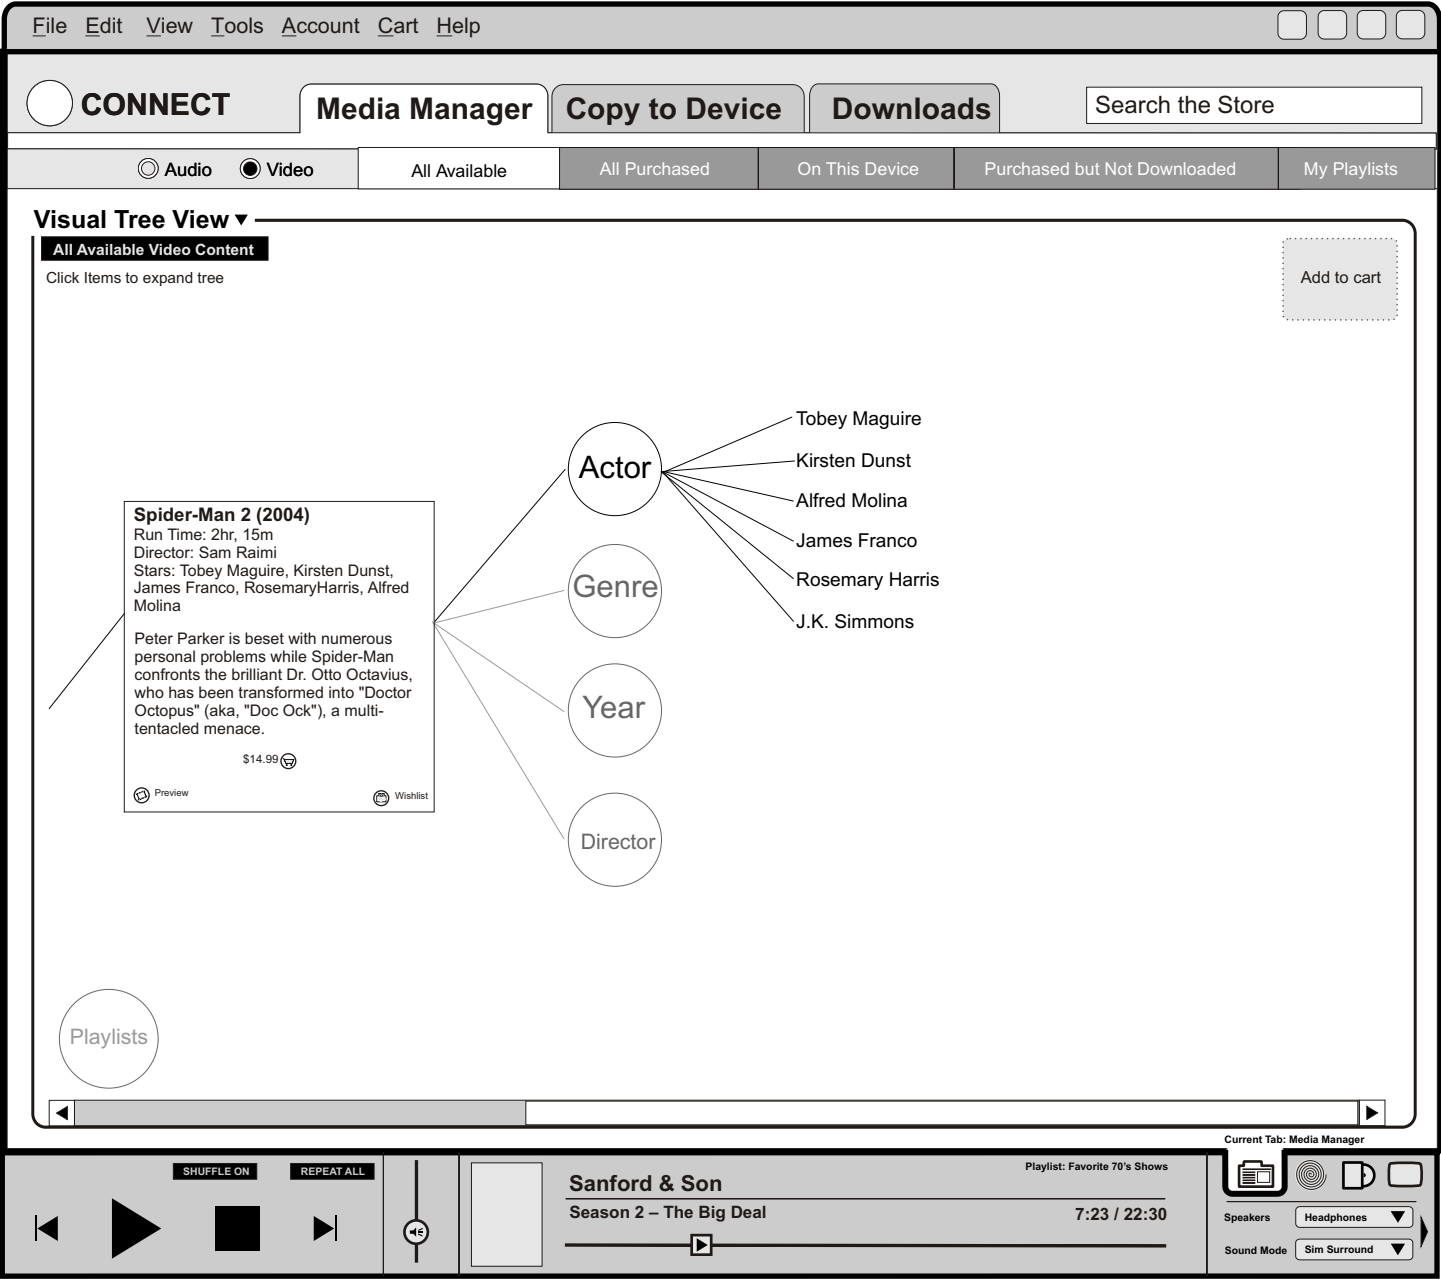 File Edit View Tools Account Cart Help
CONNECT
Media Manager
Copy to Device
Downloads
Search the Store
Audio
Video
All Available
All Purchased
On This Device
Purchased but Not Downloaded
My Playlists
Visual Tree View
All Available Video Content
Click Items to expand tree
Add to cart
Spider-Man 2 (2004)
Run Time: 2hr, 15m
Director: Sam Raimi
Stars: Tobey Maguire, Kirsten Dunst,
James Franco, RosemaryHarris, Alfred
Molina
Peter Parker is beset with numerous
personal problems while Spider-Man
confronts the brilliant Dr. Otto Octavius,
who has been transformed into "Doctor
Octopus" (aka, "Doc Ock"), a multi-
tentacled menace.
$14.99
Preview
Wishlist
Actor
Genre
Year
Director
Tobey Maguire
Kirsten Dunst
Alfred Molina
James Franco
Rosemary Harris
J.K. Simmons
Playlists
Current Tab: Media Manager
SHUFFLE ON
REPEAT ALL
Playlist: Favorite 70's Shows
Sanford & Son
Season 2 – The Big Deal
7:23 / 22:30
Speakers
Headphones
Sound Mode
Sim Surround